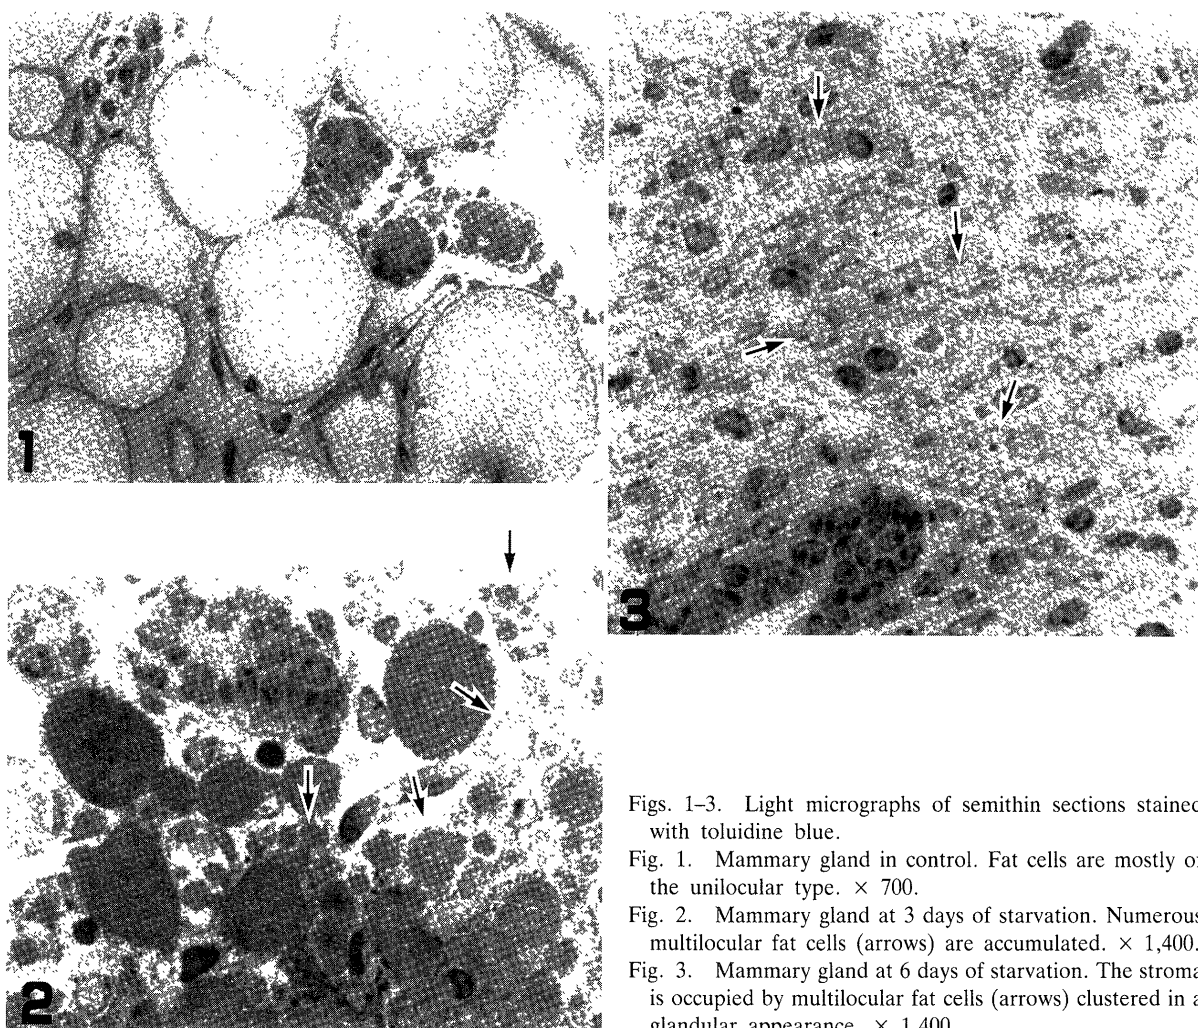 1
3
2
Figs. 1–3. Light micrographs of semithin sections stained
with toluidine blue.
Fig. 1. Mammary gland in control. Fat cells are mostly of
the unilocular type. × 700.
Fig. 2. Mammary gland at 3 days of starvation. Numerous
multilocular fat cells (arrows) are accumulated. × 1,400.
Fig. 3. Mammary gland at 6 days of starvation. The stroma
is occupied by multilocular fat cells (arrows) clustered in a
glandular appearance. × 1,400.